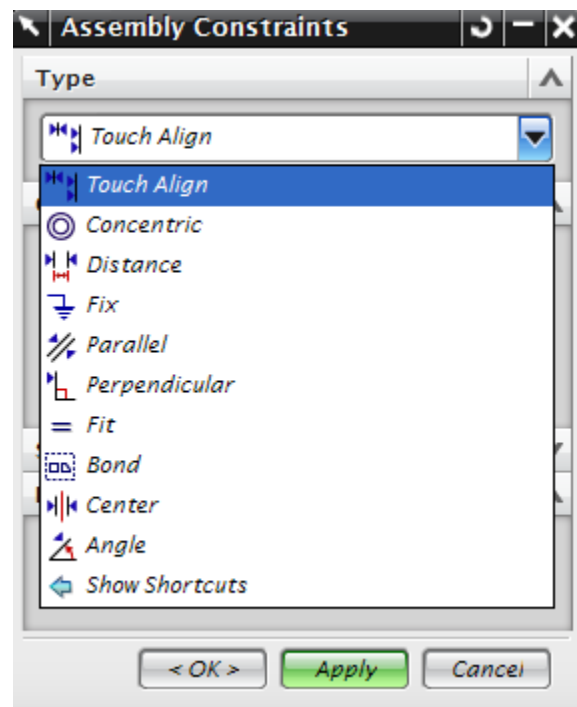 Assembly Constraints
Type
Touch Align
Touch Align
Concentric
Distance
Fix
Parallel
Perpendicular
Fit
Bond
Center
Angle
Show Shortcuts
< OK >
Apply
Cancel